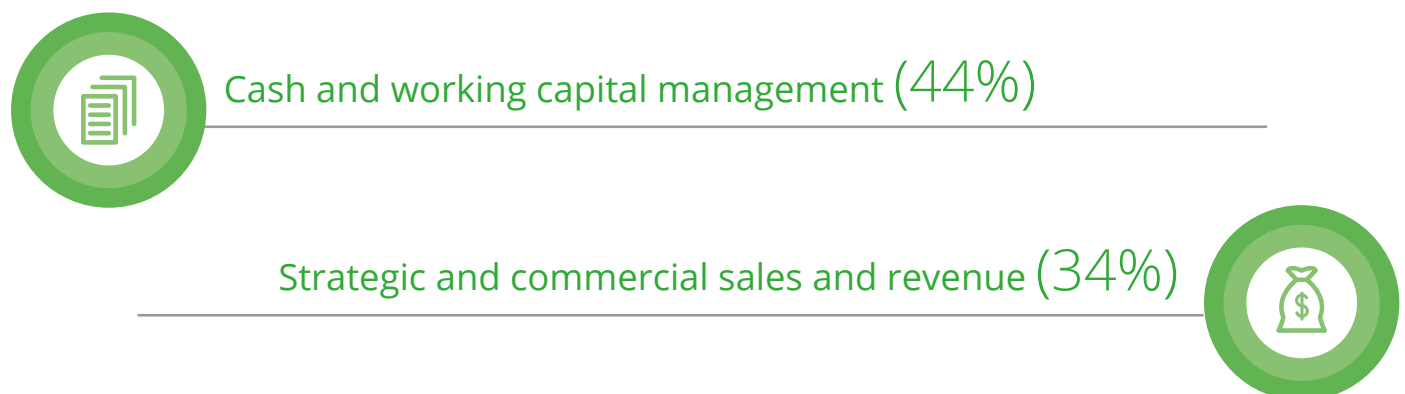 Cash and working capital management (44%)
Strategic and commercial sales and revenue (34%)
$